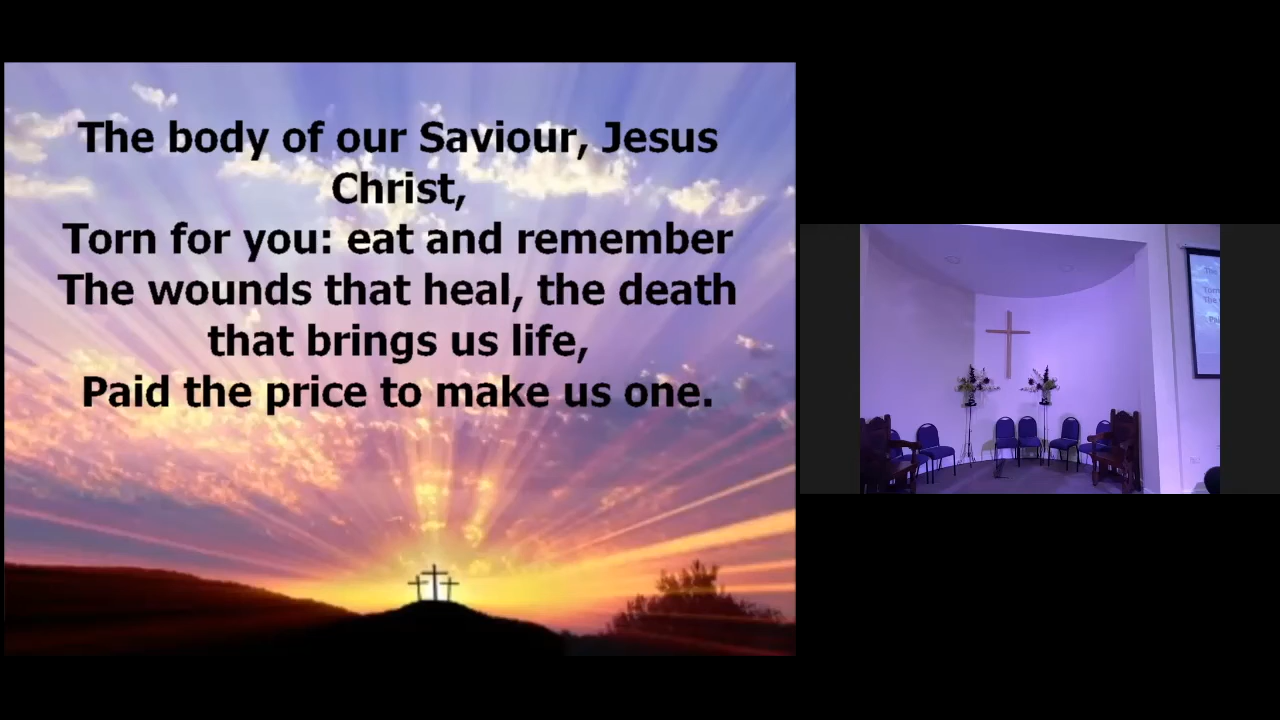 The body of our Saviour, Jesus
Christ,
Torn for you: eat and remember
The wounds that heal, the death
that brings us life,
Paid the price to make us one.